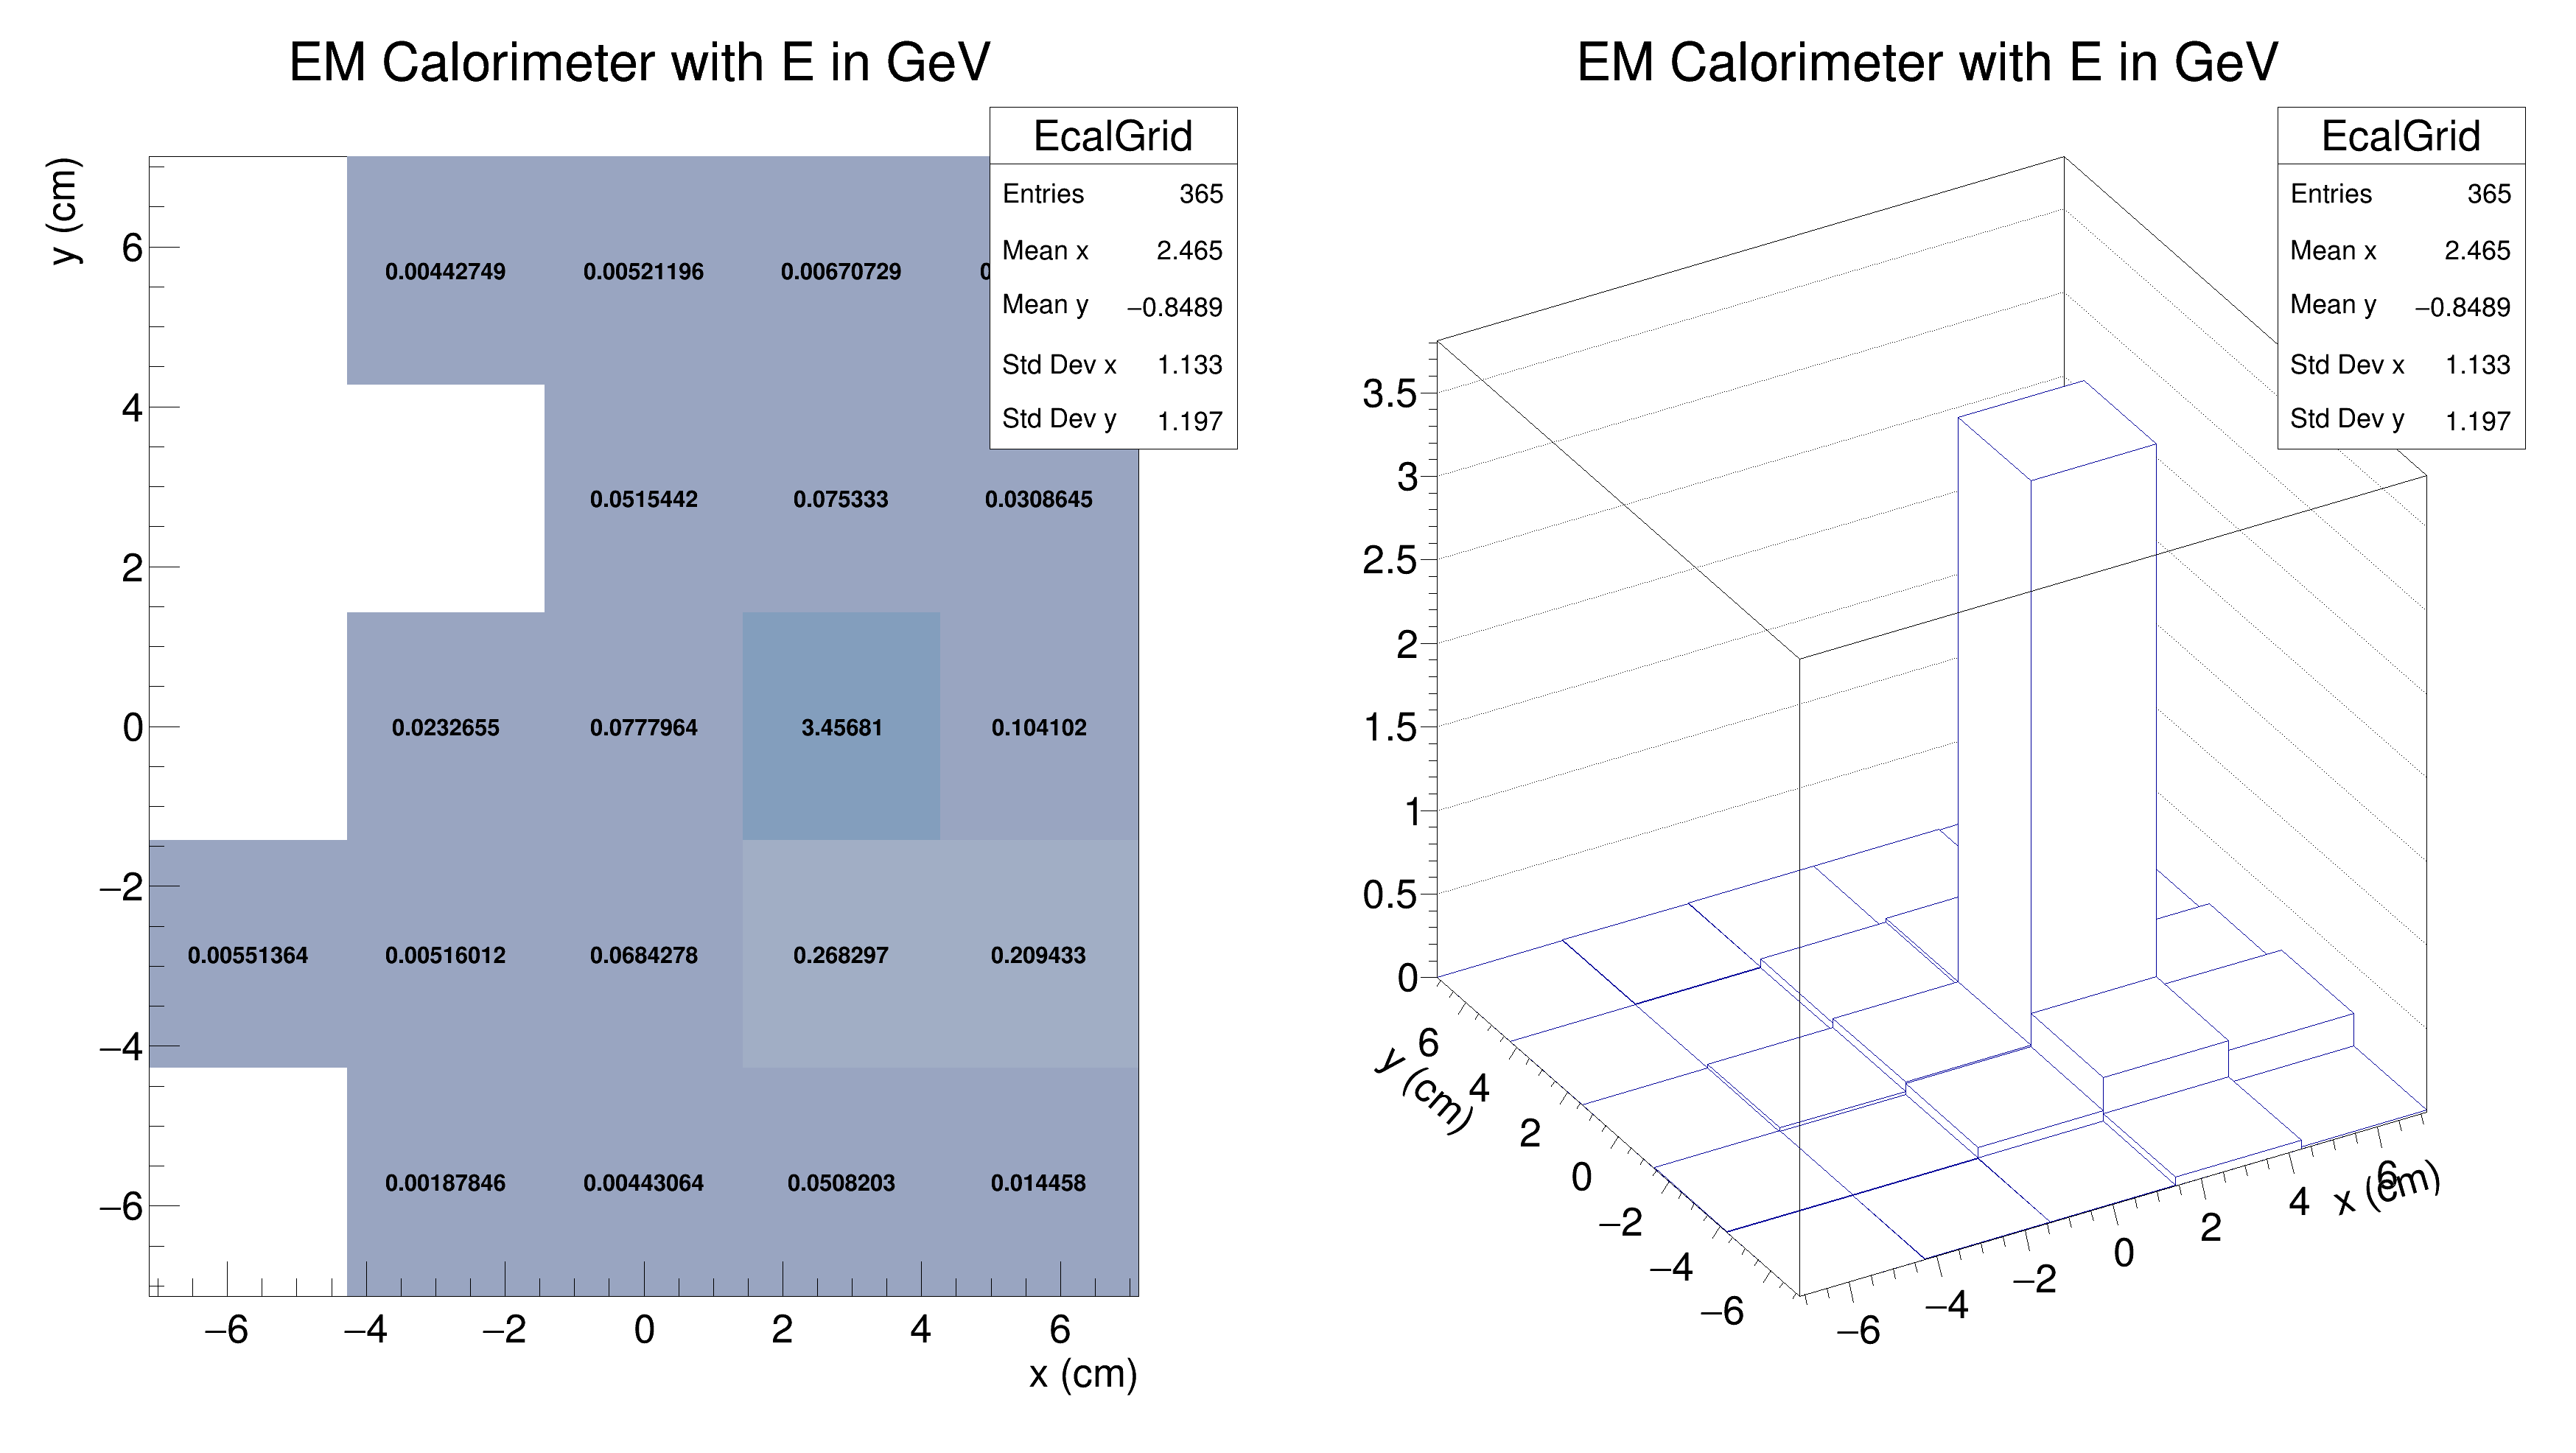 EM Calorimeter with E in GeV
EcalGrid
Entries 365
Mean x 2.465
Mean y −0.8489
Std Dev x 1.133
Std Dev y 1.197
y (cm)
6
4
2
0
−2
−4
−6
0.00442749 0.00521196 0.00670729
0.0515442 0.075333 0.0308645
0.0232655 0.0777964 3.45681 0.104102
0.00551364 0.00516012 0.0684278 0.268297 0.209433
0.00187846 0.00443064 0.0508203 0.014458
−6 −4 −2 0 2 4 6
x (cm)
EM Calorimeter with E in GeV
EcalGrid
Entries 365
Mean x 2.465
Mean y −0.8489
Std Dev x 1.133
Std Dev y 1.197
3.5
3
2.5
2
1.5
1
0.5
0
6
4
2
0
−2
−4
−6
y (cm)
−6
−4
−2
0
2
4
6
x (cm)